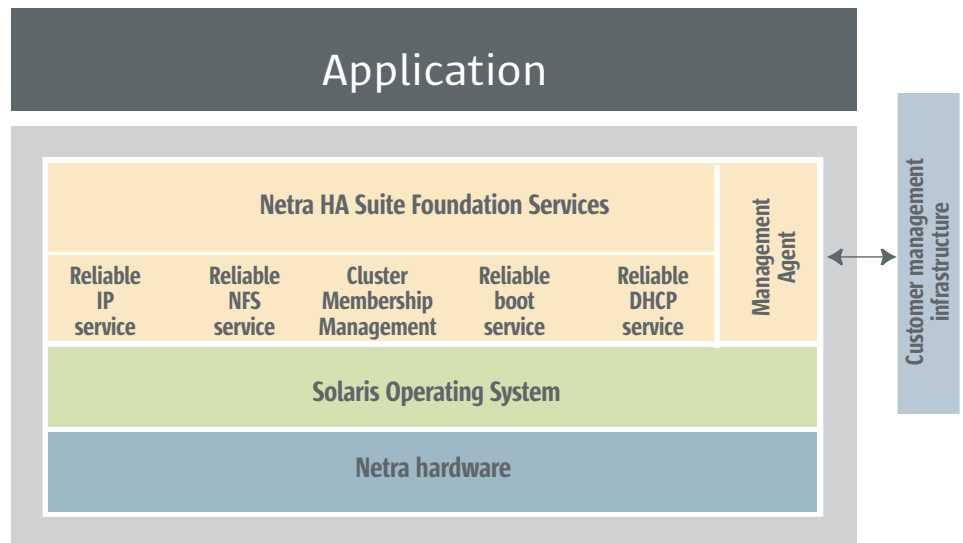 Application
Netra HA Suite Foundation Services
Reliable
IP
service
Reliable
NFS
service
Cluster
Membership
Management
Reliable
boot
service
Reliable
DHCP
service
Management
Agent
Customer management
infrastructure
Solaris Operating System
Netra hardware